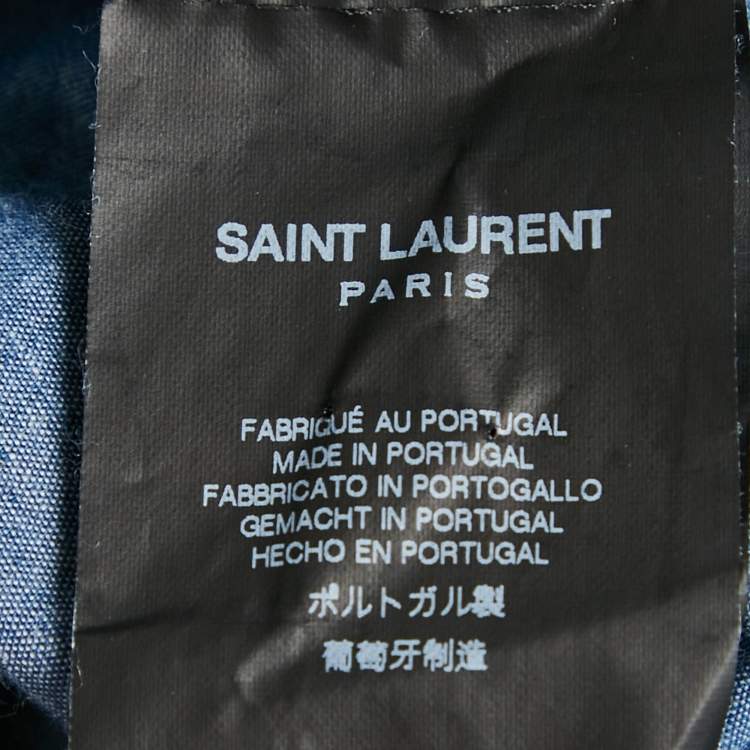 SAINT LAURENT
PARIS
FABRIQUÉ AU PORTUGAL
MADE IN PORTUGAL
FABBRICATO IN PORTOGALLO
GEMACHT IN PORTUGAL
HECHO EN PORTUGAL
ポルトガル製
葡萄牙制造